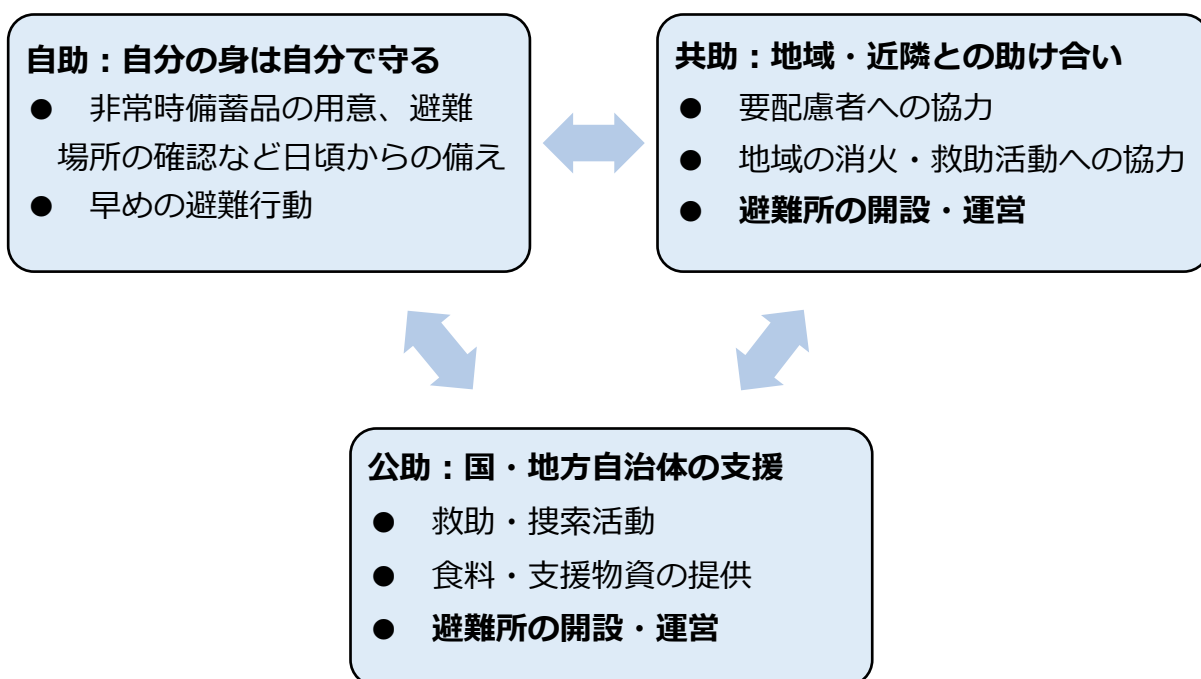 自助：自分の身は自分で守る
● 非常時備蓄品の用意、避難
場所の確認など日頃からの備え
● 早めの避難行動
共助：地域・近隣との助け合い
● 要配慮者への協力
● 地域の消火・救助活動への協力
● 避難所の開設・運営
公助：国・地方自治体の支援
● 救助・捜索活動
● 食料・支援物資の提供
● 避難所の開設・運営